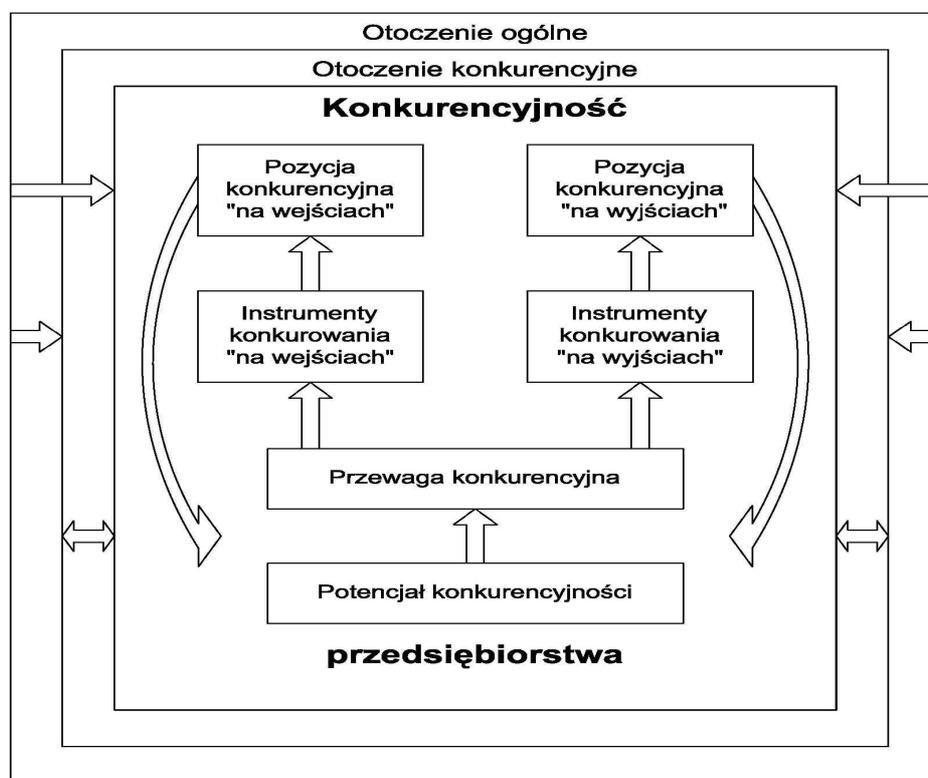 Otoczenie ogólne
Otoczenie konkurencyjne
Konkurencyjność
Pozycja
konkurencyjna
"na wejściach"
Pozycja
konkurencyjna
"na wyjściach"
Instrumenty
konkurowania
"na wejściach"
Instrumenty
konkurowania
"na wyjściach"
Przewaga konkurencyjna
Potencjał konkurencyjności
przedsiębiorstwa